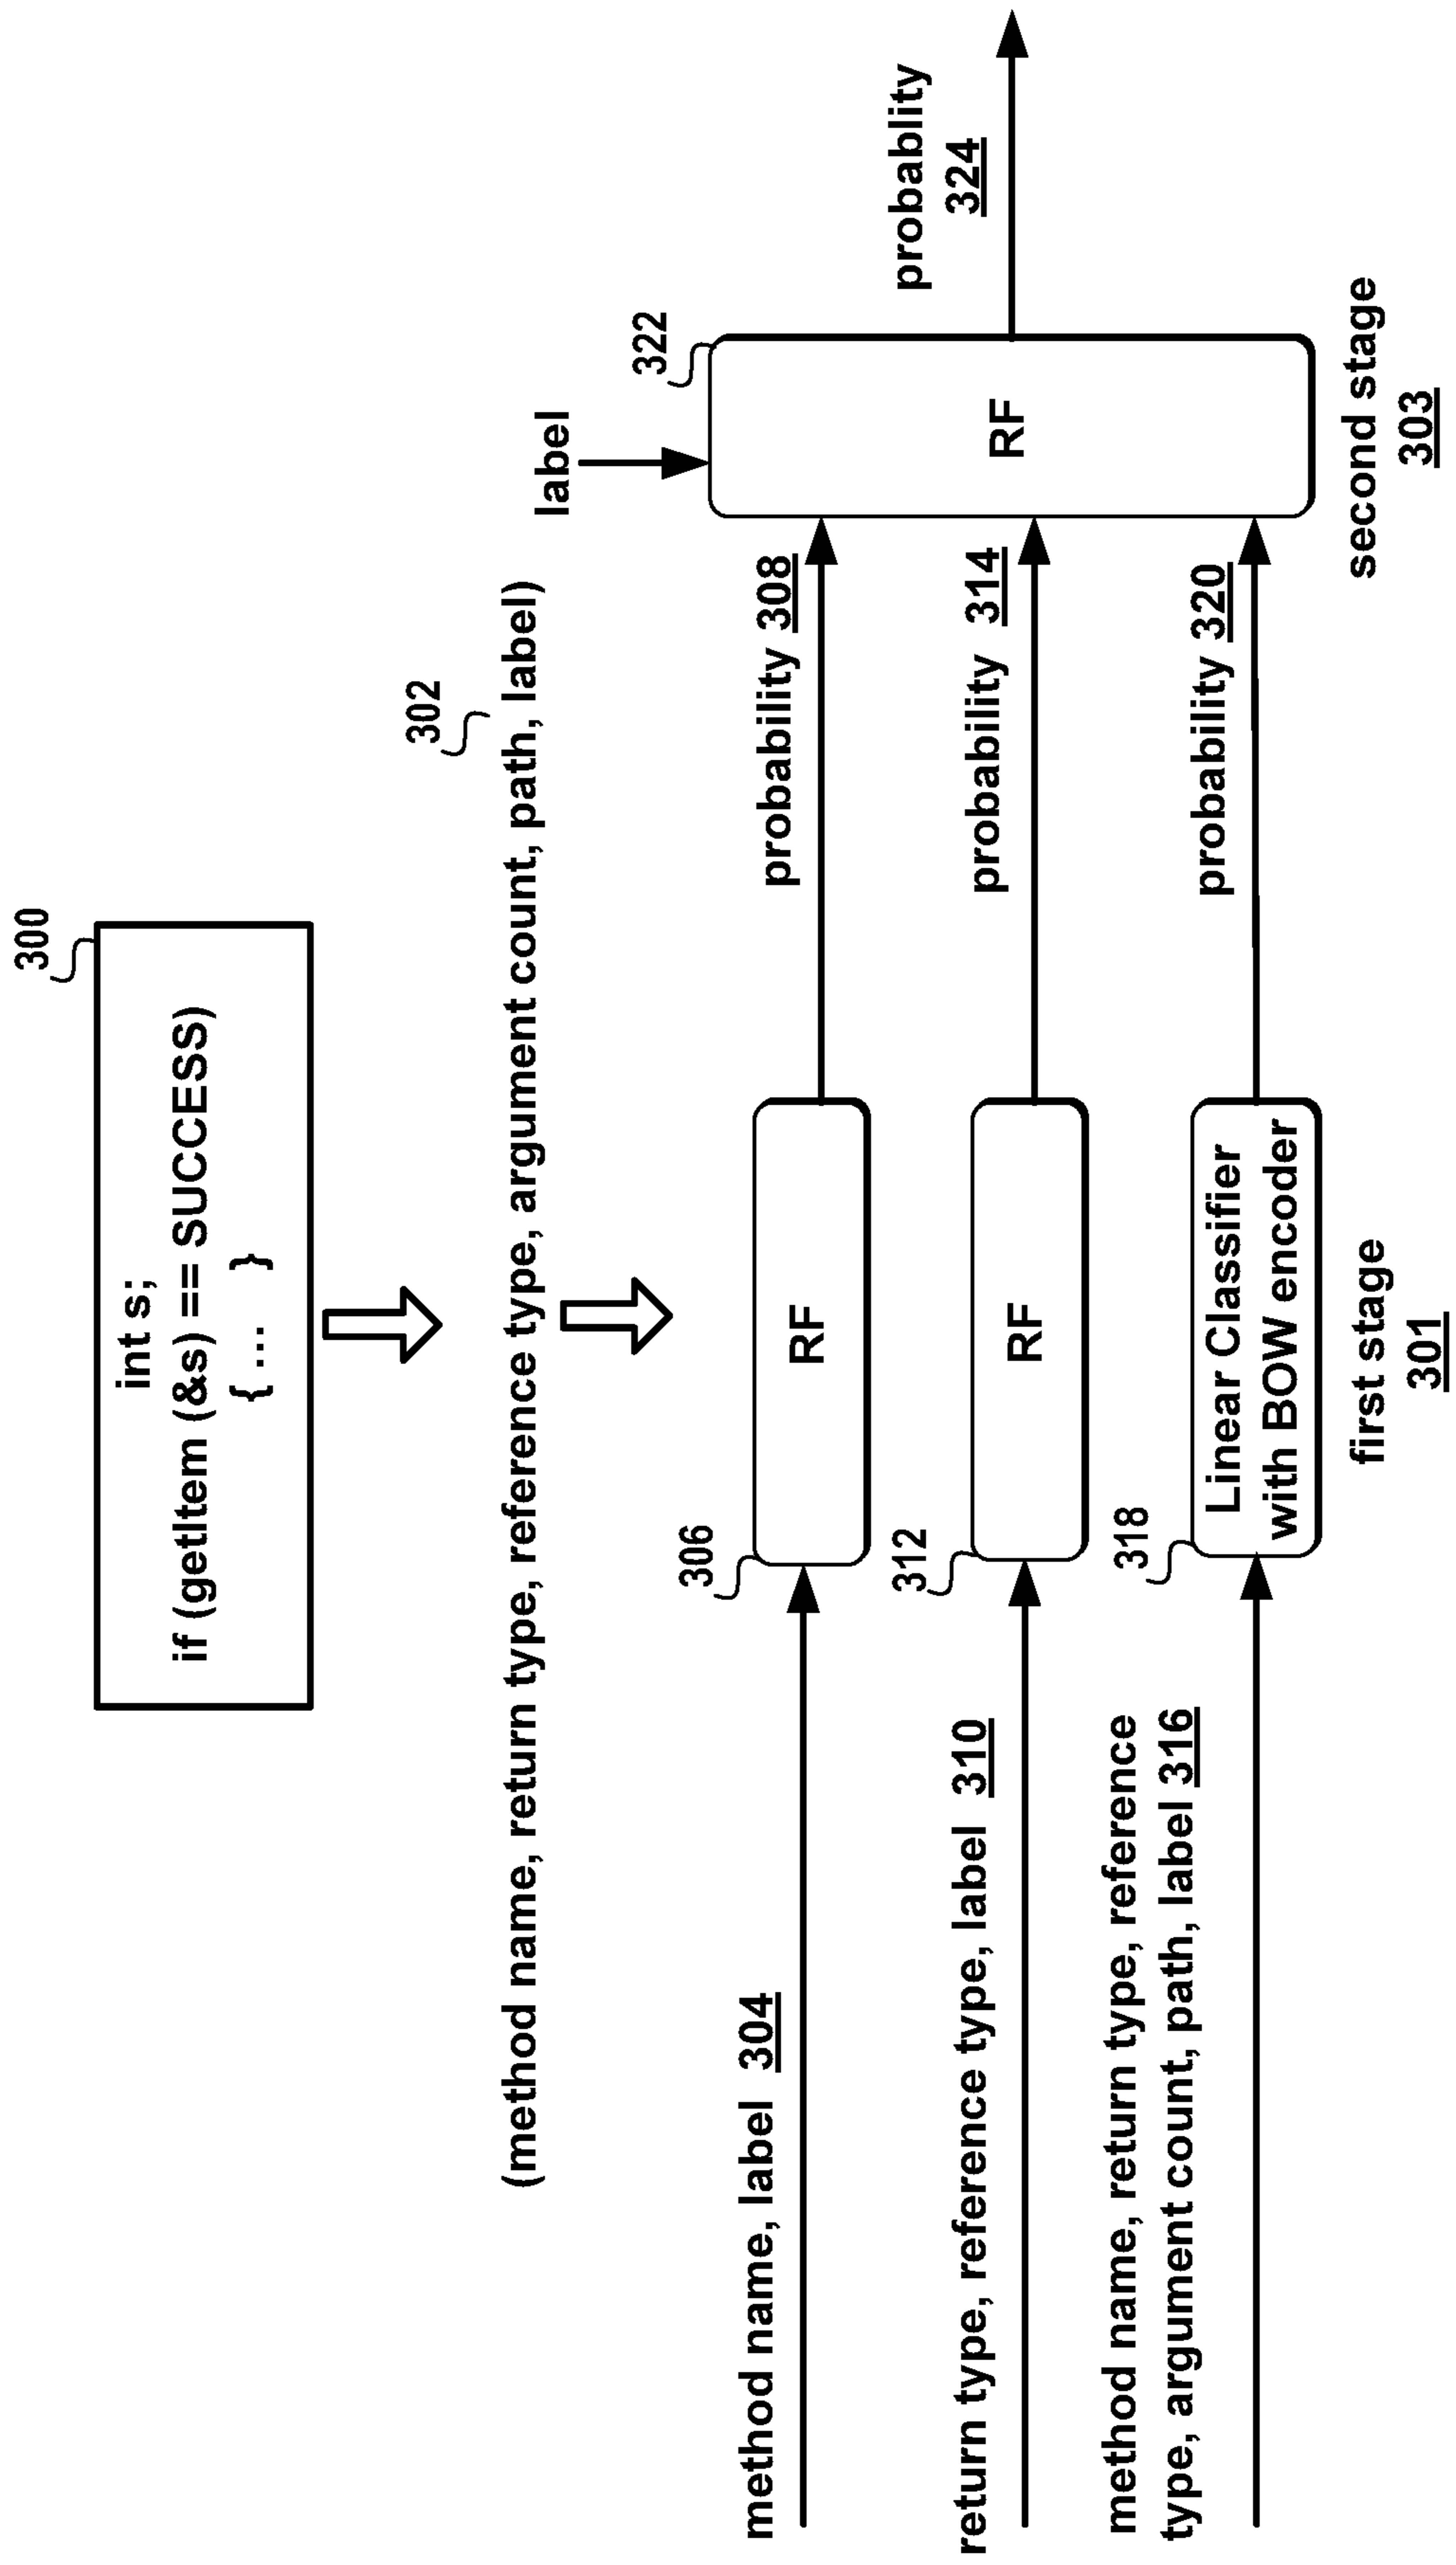 300
int s;
if (getItem (&s) == SUCCESS)
{ ... }
302
(method name, return type, reference type, argument count, path, label)
method name, label 304
306
RF
probability 308
return type, reference type, label 310
312
RF
probability 314
method name, return type, reference
type, argument count, path, label 316
318
Linear Classifier
with BOW encoder
probability 320
first stage
301
label
322
RF
probablity
324
second stage
303